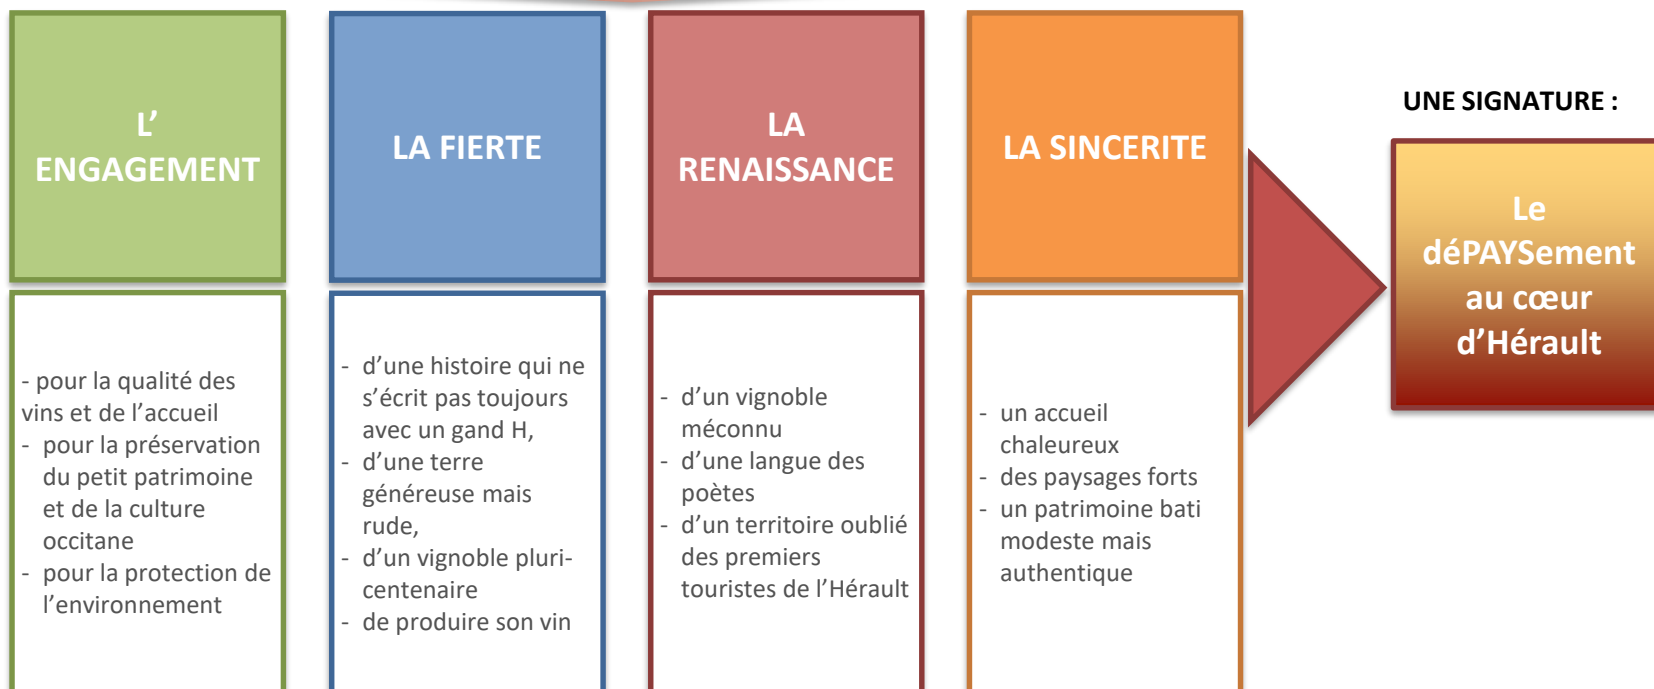 L’
ENGAGEMENT
- pour la qualité des
vins et de l’accueil
- pour la préservation
du petit patrimoine
et de la culture
occitane
- pour la protection de
l’environnement
LA FIERTE
- d’une histoire qui ne
s’écrit pas toujours
avec un gand H,
- d’une terre
généreuse mais
rude,
- d’un vignoble pluri-
centenaire
- de produire son vin
LA
RENAISSANCE
- d’un vignoble
méconnu
- d’une langue des
poètes
- d’un territoire oublié
des premiers
touristes de l’Hérault
LA SINCERITE
- un accueil
chaleureux
- des paysages forts
- un patrimoine bati
modeste mais
authentique
UNE SIGNATURE :
Le
déPAYSement
au cœur
d’Hérault